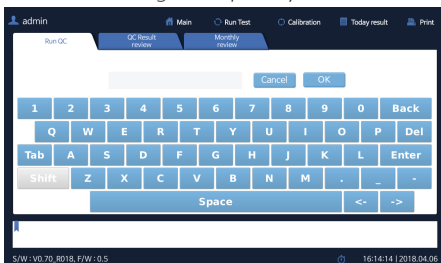 admin Main Run Test Calibration Today result Print
Run QC QC Result review Monthly review
Cancel OK
1 2 3 4 5 6 7 8 9 0 Back
Q W E R T Y U I O P Del
Tab A S D F G H J K L Enter
Shift Z X C V B N M . _ -
Space <- ->
S/W : V0.70_R018, F/W : 0.5 16:14:14 | 2018.04.06